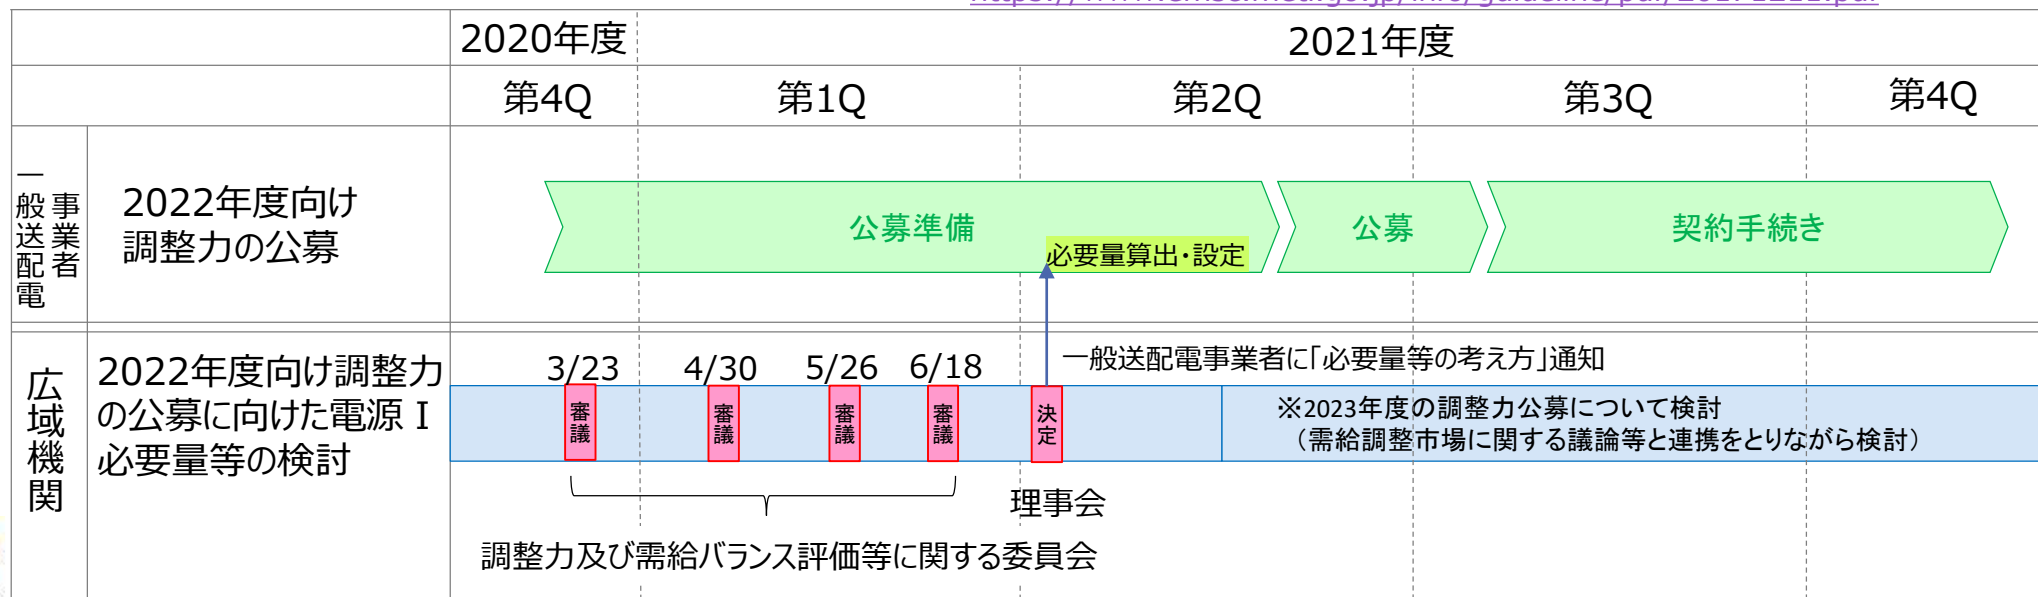 2020年度
2021年度
第4Q
第1Q
第2Q
第3Q
第4Q
一般送配電
事業者
2022年度向け
調整力の公募
公募準備
必要量算出・設定
公募
契約手続き
広域機関
2022年度向け調整力
の公募に向けた電源Ⅰ
必要量等の検討
3/23
4/30
5/26
6/18
一般送配電事業者に「必要量等の考え方」通知
審議
審議
審議
審議
決定
※2023年度の調整力公募について検討
（需給調整市場に関する議論等と連携をとりながら検討）
理事会
調整力及び需給バランス評価等に関する委員会